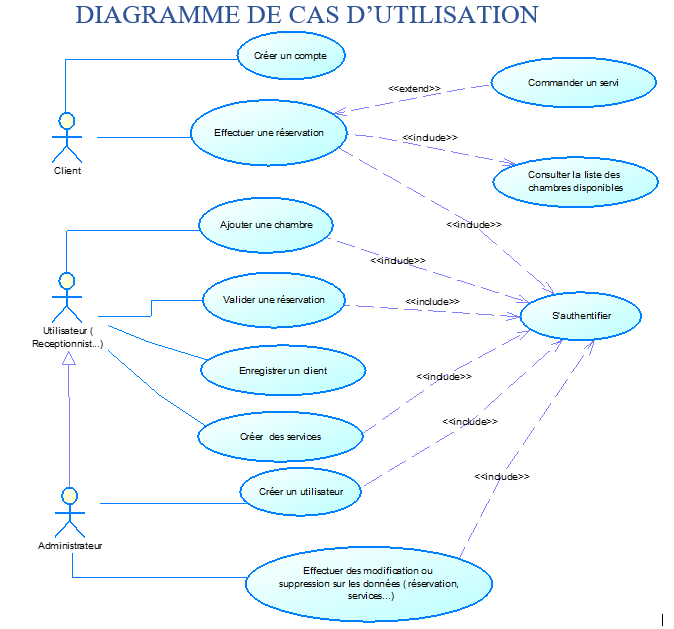 DIAGRAMME DE CAS D’UTILISATION
Créer un compte
Commander un servi
<<extend>>
Effectuer une réservation
<<include>>
Client
Consulter la liste des
chambres disponibles
Ajouter une chambre
<<include>>
<<include>>
Valider une réservation
<<include>>
S'authentifier
Utilisateur (
Receptionnist...)
Enregistrer un client
<<include>>
Créer des services
<<include>>
Créer un utilisateur
<<include>>
Administrateur
Effectuer des modification ou
suppression sur les données ( réservation,
services...)